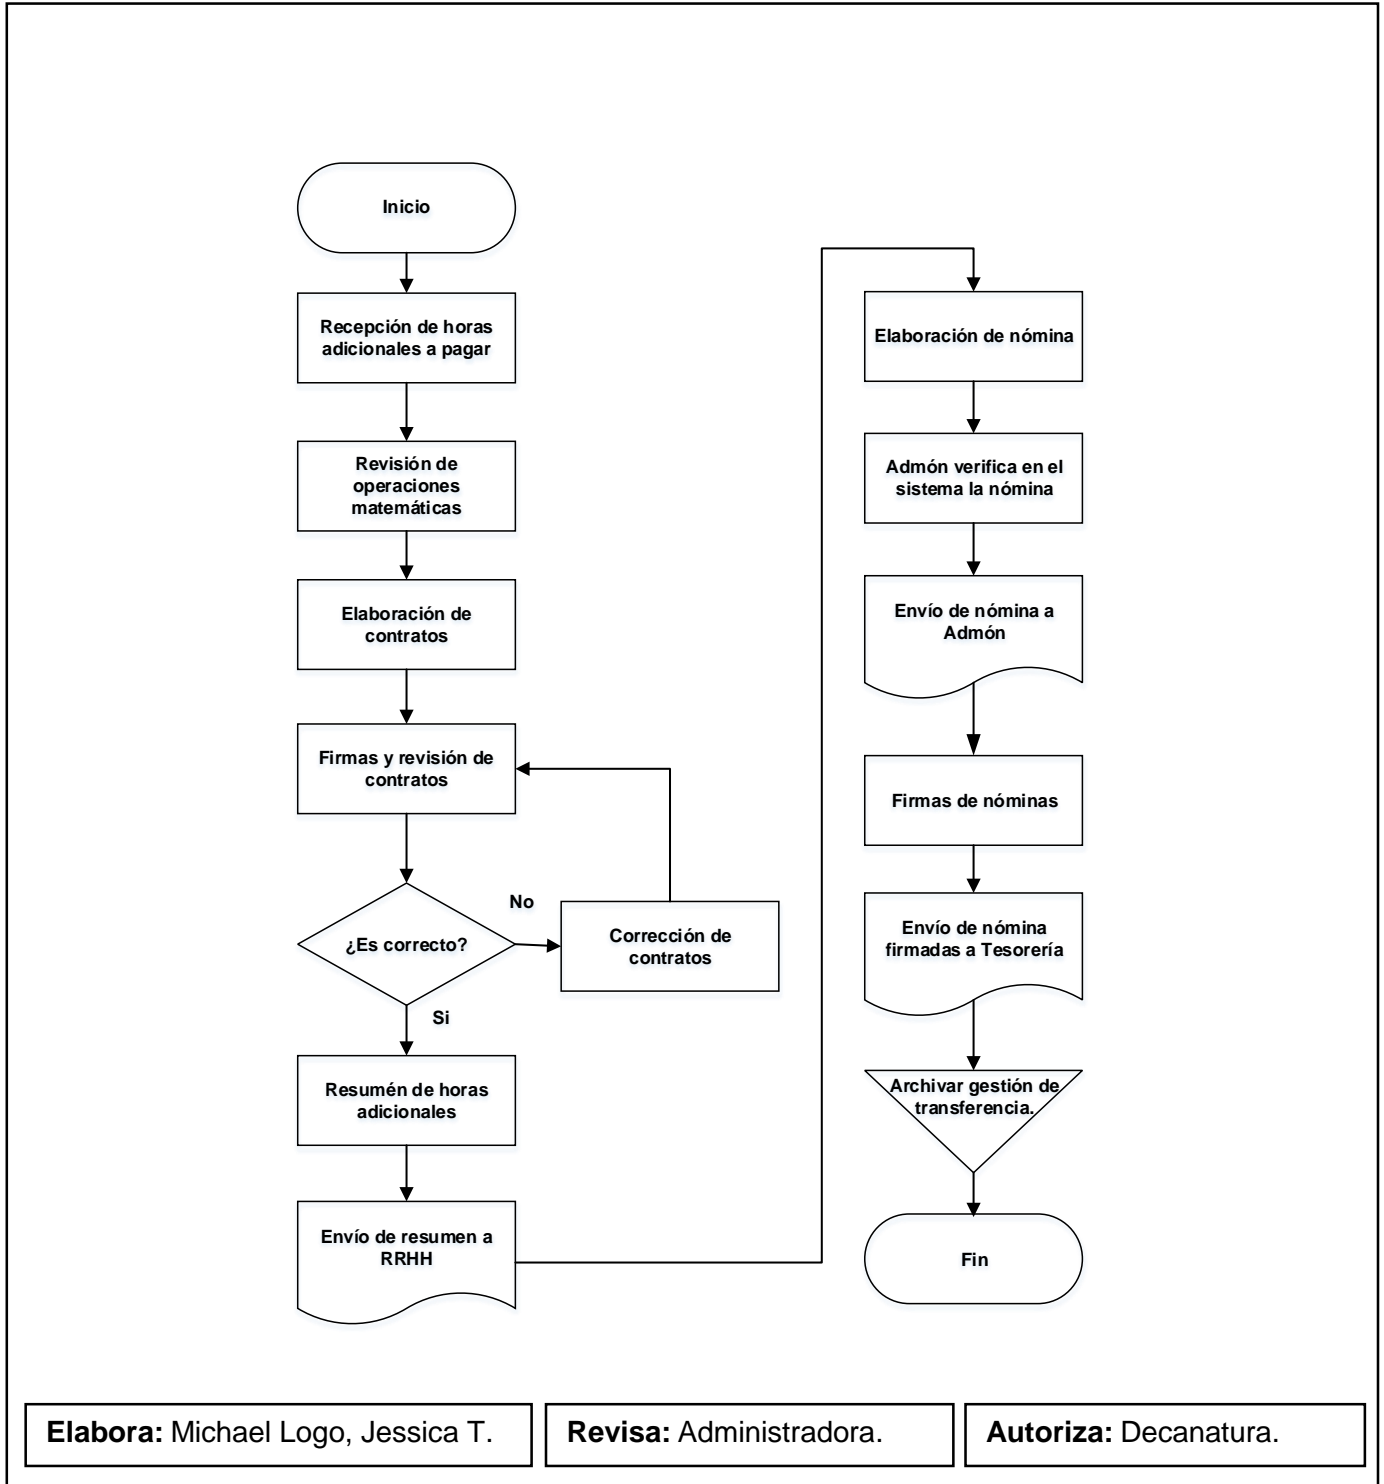 Inicio
Recepción de horas
adicionales a pagar
Revisión de
operaciones
matemáticas
Elaboración de
contratos
Firmas y revisión de
contratos
¿Es correcto?
No
Corrección de
contratos
Si
Resumén de horas
adicionales
Envío de resumen a
RRHH
Elaboración de nómina
Admón verifica en el
sistema la nómina
Envío de nómina a
Admón
Firmas de nóminas
Envío de nómina
firmadas a Tesorería
Archivar gestión de
transferencia.
Fin
Elabora: Michael Logo, Jessica T.
Revisa: Administradora.
Autoriza: Decanatura.